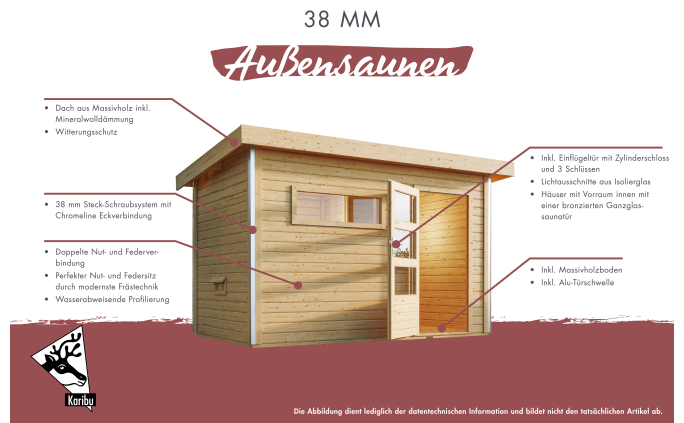 38 MM
Außensaunen
• Dach aus Massivholz inkl.
Mineralwolldämmung
• Witterungsschutz
• 38 mm Steck-Schraubsystem mit
Chromeline Eckverbindung
• Doppelte Nut- und Federver-
bindung
• Perfekter Nut- und Federsitz
durch modernste Frästechnik
• Wasserabweisende Profilierung
• Inkl. Einflügeltür mit Zylinderschloss
und 3 Schlüssen
• Lichtausschnitte aus Isolierglas
• Häuser mit Vorraum innen mit
einer bronzierten Ganzglas-
saunatür
• Inkl. Massivholzboden
• Inkl. Alu-Türschwelle
Karibu
Die Abbildung dient lediglich der datentechnischen Information und bildet nicht den tatsächlichen Artikel ab.